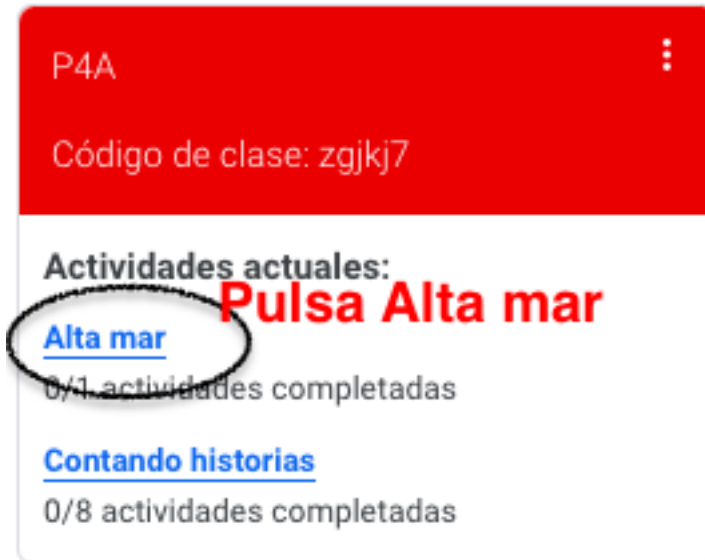 P4A
Código de clase: zgjkj7
Actividades actuales:
Pulsa Alta mar
Alta mar
0/1 actividades completadas
Contando historias
0/8 actividades completadas